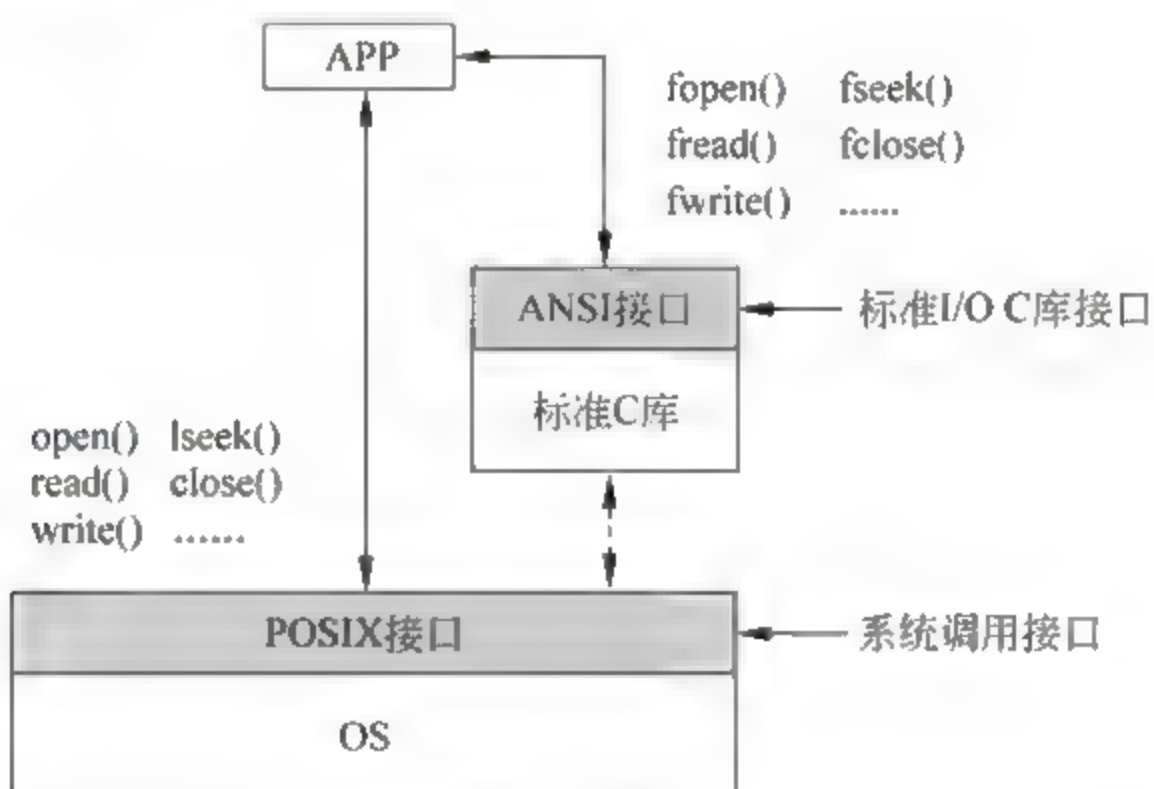 APP
fopen() fseek()
fread() fclose()
fwrite() ......
ANSI接口
标准I/O C库接口
标准C库
open() lseek()
read() close()
write() ......
POSIX接口
系统调用接口
OS